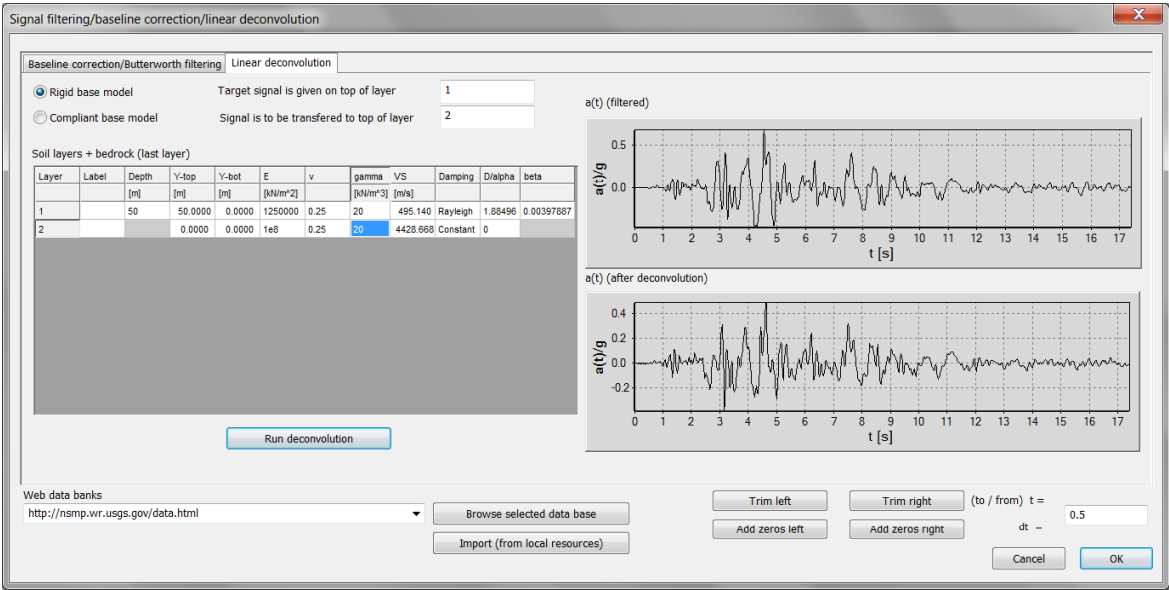 Signal filtering/baseline correction/linear deconvolution
Baseline correction/Butterworth filtering Linear deconvolution
Rigid base model Target signal is given on top of layer 1
Compliant base model Signal is to be transfered to top of layer 2
Soil layers + bedrock (last layer)
Layer Label Depth Y-top Y-bot E v gamma VS Damping D/alpha beta
[m] [m] [m] [kN/m^2] [kN/m^3] [m/s]
1 50 50.0000 0.0000 1250000 0.25 20 495.140 Rayleigh 1.88496 0.00397887
2 0.0000 0.0000 1e8 0.25 20 4428.668 Constant 0
Run deconvolution
a(t) (filtered)
a(t)/g
0.5
0.0
0 1 2 3 4 5 6 7 8 9 10 11 12 13 14 15 16 17
t [s]
a(t) (after deconvolution)
a(t)/g
0.4
0.2
0.0
-0.2
0 1 2 3 4 5 6 7 8 9 10 11 12 13 14 15 16 17
t [s]
Web data banks
http://nsmp.wr.usgs.gov/data.html
Browse selected data base
Import (from local resources)
Trim left Trim right (to / from) t =
0.5
Add zeros left Add zeros right dt =
Cancel OK